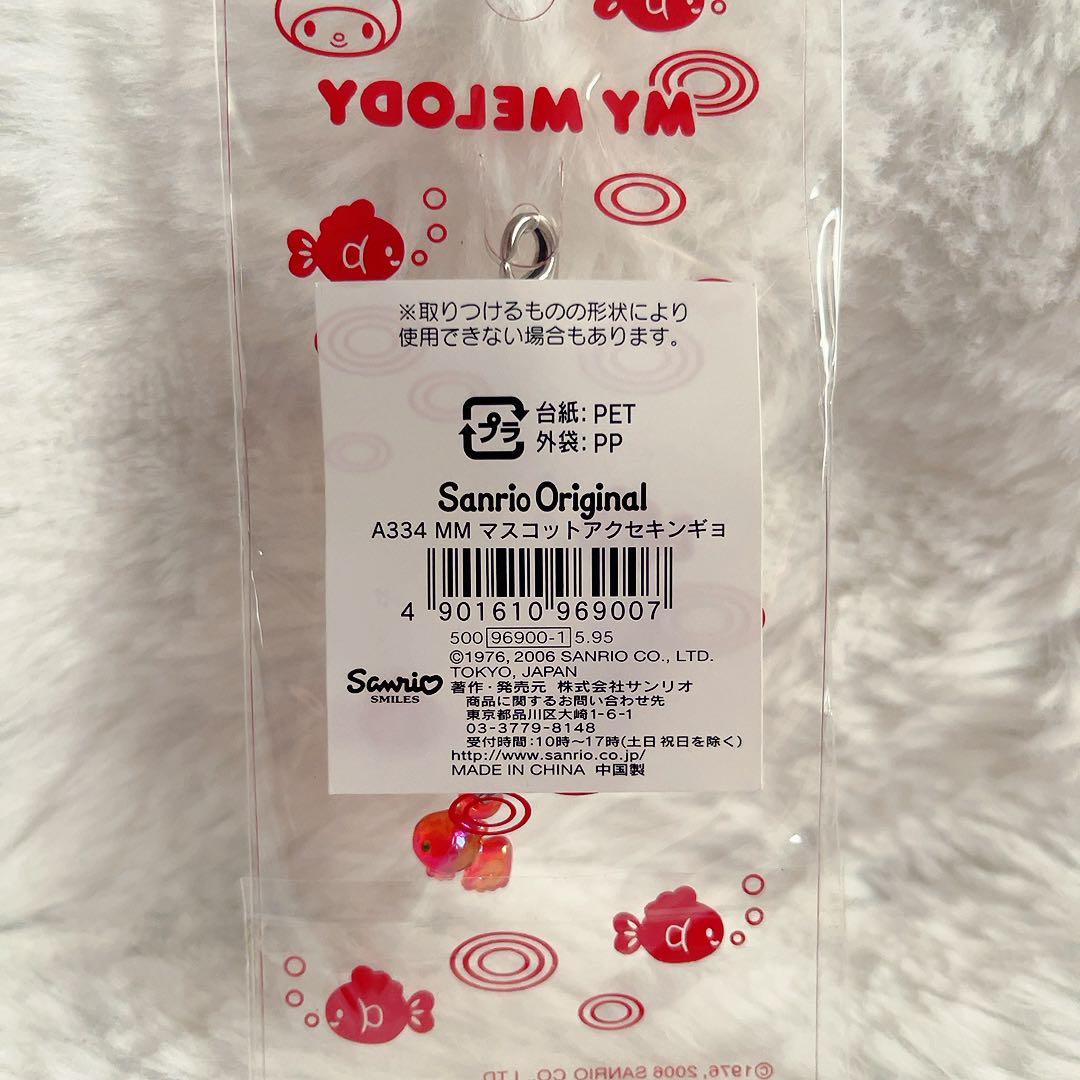 MY MELODY
※取りつけるものの形状により
使用できない場合もあります。
プラ
台紙: PET
外袋: PP
Sanrio Original
A334 MM マスコットアクセキンギョ
4 901610 969007
500 96900-1 5.95
©1976, 2006 SANRIO CO., LTD.
TOKYO, JAPAN
Sanrio
SMILES
著作・発売元 株式会社サンリオ
商品に関するお問い合わせ先
東京都品川区大崎1-6-1
03-3779-8148
受付時間:10時〜17時(土日祝日を除く)
http://www.sanrio.co.jp/
MADE IN CHINA 中国製
©1976, 2006 SANRIO CO., LTD